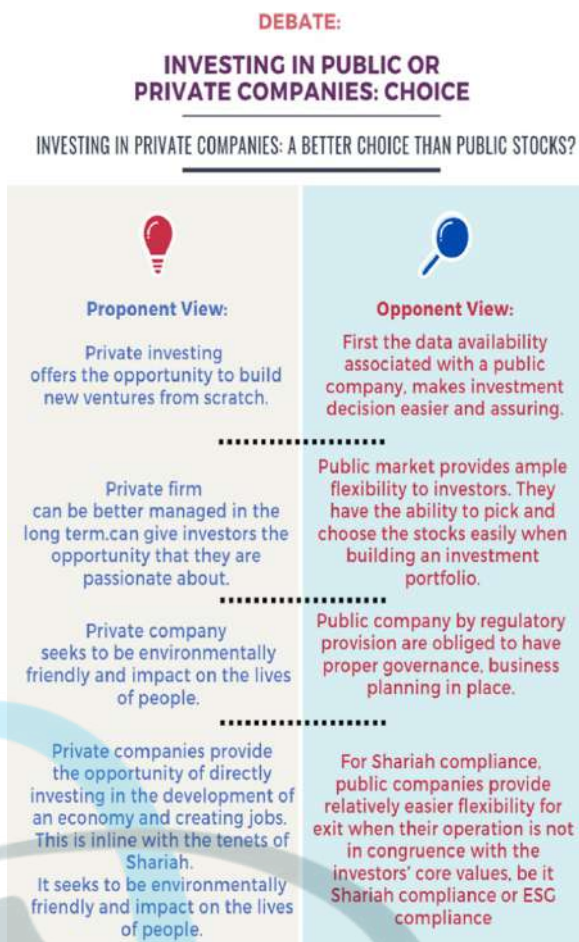 DEBATE:
INVESTING IN PUBLIC OR
PRIVATE COMPANIES: CHOICE
INVESTING IN PRIVATE COMPANIES: A BETTER CHOICE THAN PUBLIC STOCKS?
Proponent View:
Private investing
offers the opportunity to build
new ventures from scratch.
Private firm
can be better managed in the
long term.can give investors the
opportunity that they are
passionate about.
Private company
seeks to be environmentally
friendly and impact on the lives
of people.
Private companies provide
the opportunity of directly
investing in the development of
an economy and creating jobs.
This is inline with the tenets of
Shariah.
It seeks to be environmentally
friendly and impact on the lives
of people.
Opponent View:
First the data availability
associated with a public
company, makes investment
decision easier and assuring.
Public market provides ample
flexibility to investors. They
have the ability to pick and
choose the stocks easily when
building an investment
portfolio.
Public company by regulatory
provision are obliged to have
proper governance, business
planning in place.
For Shariah compliance,
public companies provide
relatively easier flexibility for
exit when their operation is not
in congruence with the
investors' core values, be it
Shariah compliance or ESG
compliance